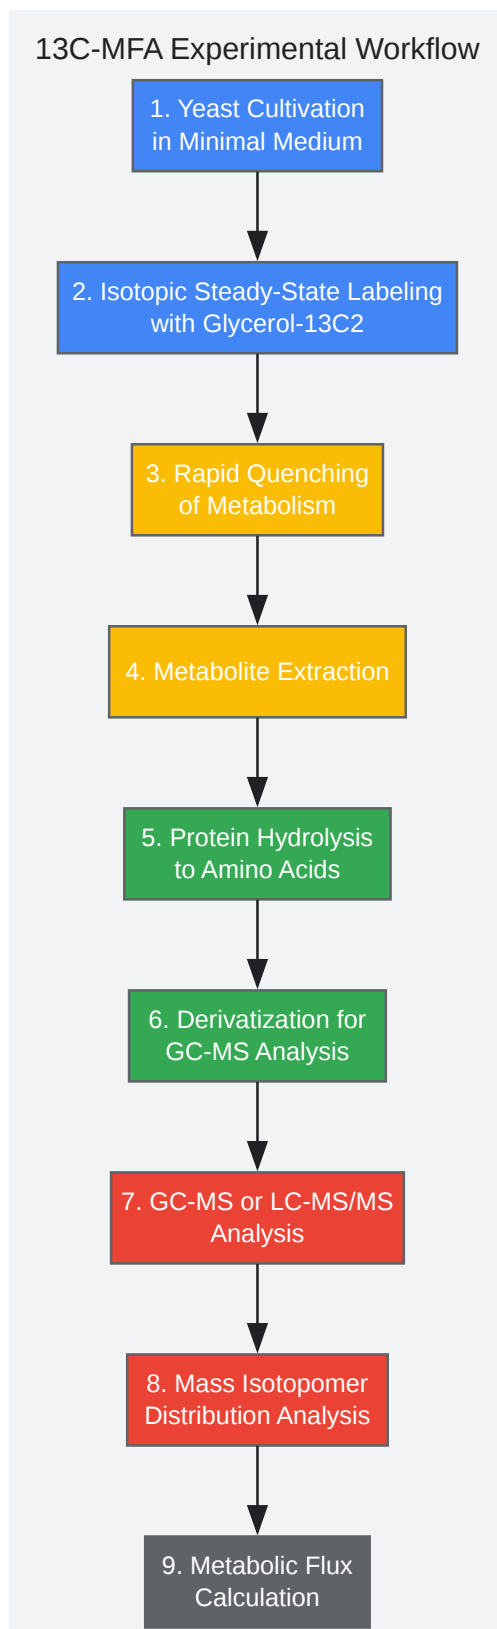 13C-MFA Experimental Workflow
1. Yeast Cultivation
in Minimal Medium
2. Isotopic Steady-State Labeling
with Glycerol-13C2
3. Rapid Quenching
of Metabolism
4. Metabolite Extraction
5. Protein Hydrolysis
to Amino Acids
6. Derivatization for
GC-MS Analysis
7. GC-MS or LC-MS/MS
Analysis
8. Mass Isotopomer
Distribution Analysis
9. Metabolic Flux
Calculation